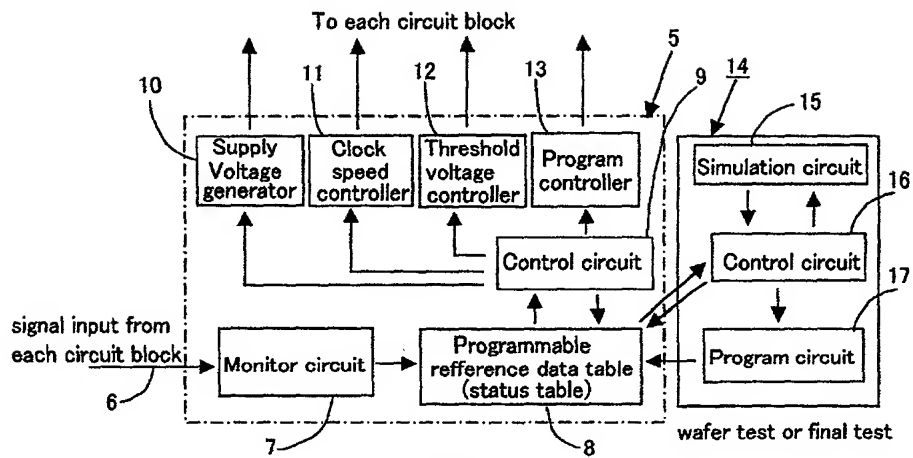 To each circuit block
5
10
11
12
13
9
14
15
Supply
Voltage
generator
Clock
speed
controller
Threshold
voltage
controller
Program
controller
Simulation circuit
16
Control circuit
Control circuit
17
signal input from
each circuit block
6
Monitor circuit
7
Programmable
refference data table
(status table)
8
Program circuit
wafer test or final test